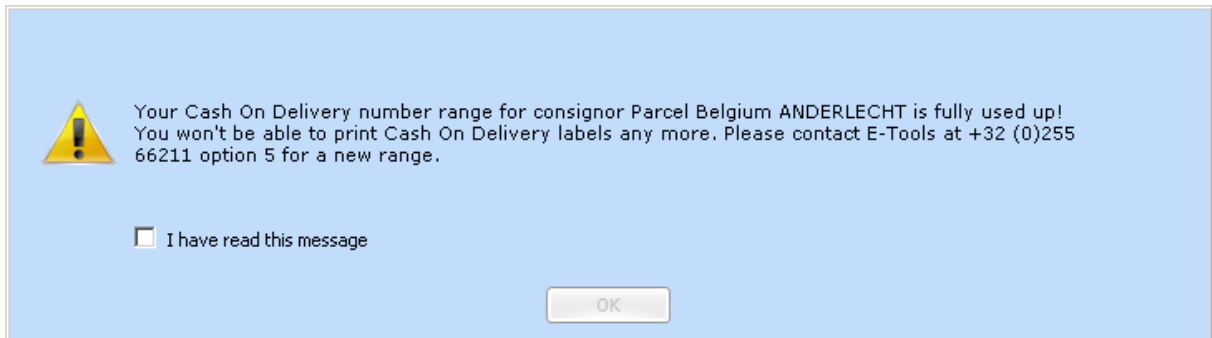 Your Cash On Delivery number range for consignor Parcel Belgium ANDERLECHT is fully used up!
You won't be able to print Cash On Delivery labels any more. Please contact E-Tools at +32 (0)255
66211 option 5 for a new range.
I have read this message
OK